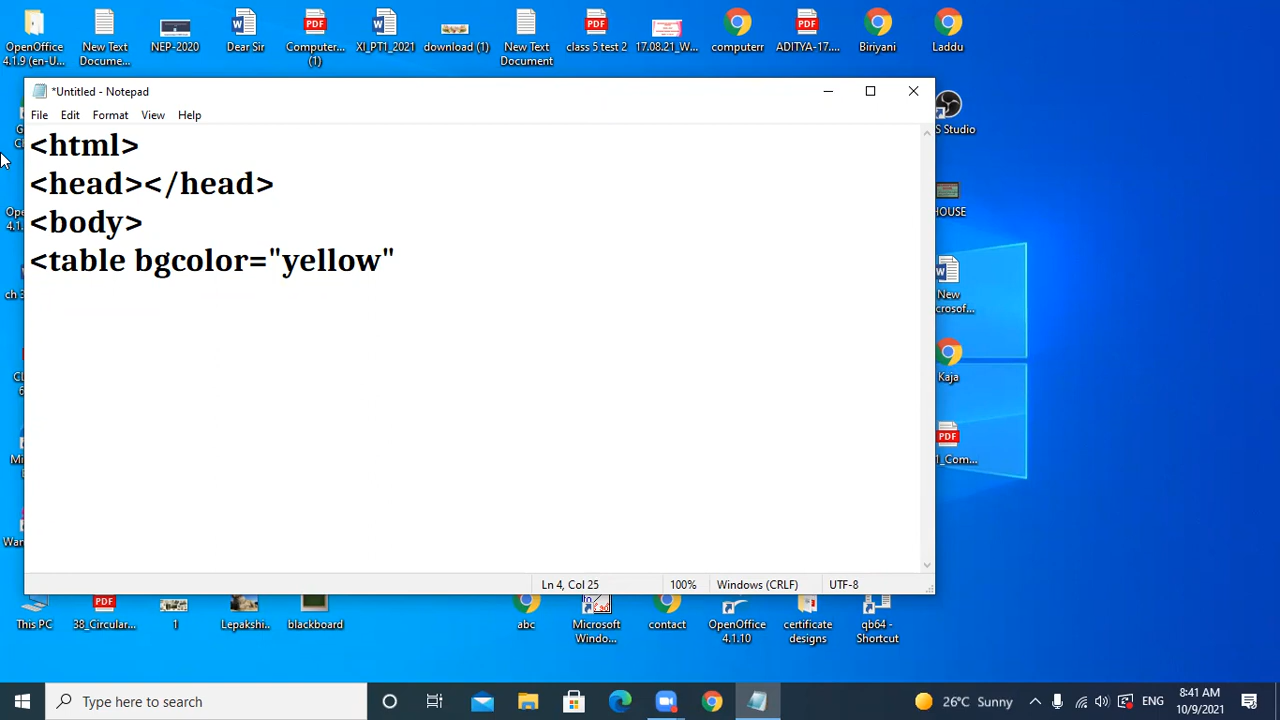 OpenOffice New Text NEP-2020 Dear Sir Computer... XI_PT1_2021 download (1) New Text class 5 test 2 17.08.21_W... computerr ADITYA-17.... Biriyani Laddu
4.1.9 (en-U... Docume... (1) Document
*Untitled - Notepad
File Edit Format View Help
<html>
<head></head>
<body>
<table bgcolor="yellow"
S Studio
HOUSE
New
crosof...
Kaja
1_Com...
Ln 4, Col 25 100% Windows (CRLF) UTF-8
This PC 38_Circular... 1 Lepakshi... blackboard abc Microsoft contact OpenOffice certificate qb64 -
Windo... 4.1.10 designs Shortcut
Type here to search 26°C Sunny ENG 8:41 AM
10/9/2021